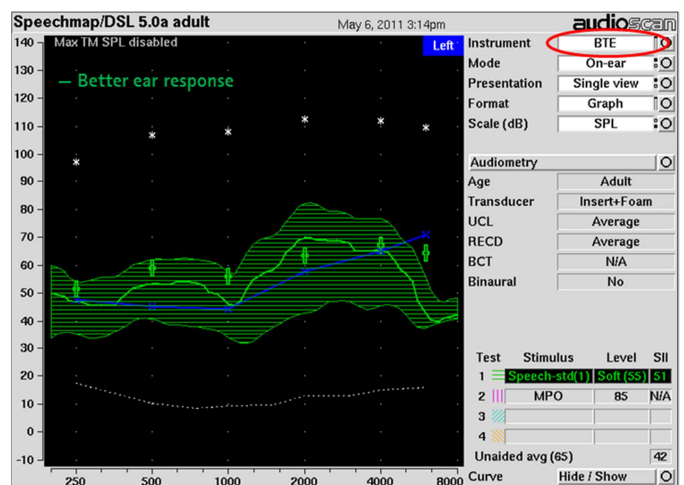 Speechmap/DSL 5.0a adult May 6, 2011 3:14pm audioscan
140 Max TM SPL disabled Left
130
— Better ear response
120
110
100
90
80
70
60
50
40
30
20
10
0
-10
250 500 1000 2000 4000 8000
Instrument BTE
Mode On-ear
Presentation Single view
Format Graph
Scale (dB) SPL
Audiometry
Age Adult
Transducer Insert+Foam
UCL Average
RECD Average
BCT N/A
Binaural No
Test Stimulus Level SII
1 Speech-std(1) Soft (55) 51
2 MPO 85 N/A
3
4
Unaided avg (65) 42
Curve Hide / Show